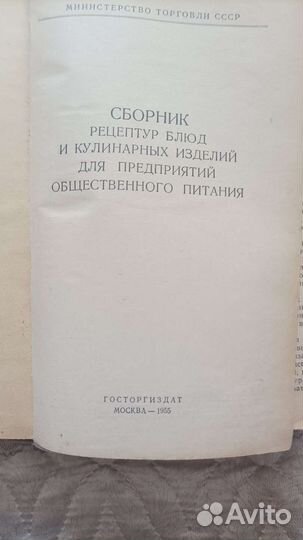 МИНИСТЕРСТВО ТОРГОВЛИ СССР
СБОРНИК
РЕЦЕПТУР БЛЮД
И КУЛИНАРНЫХ ИЗДЕЛИЙ
ДЛЯ ПРЕДПРИЯТИЙ
ОБЩЕСТВЕННОГО ПИТАНИЯ
ГОСТОРГИЗДАТ
МОСКВА — 1955
Avito